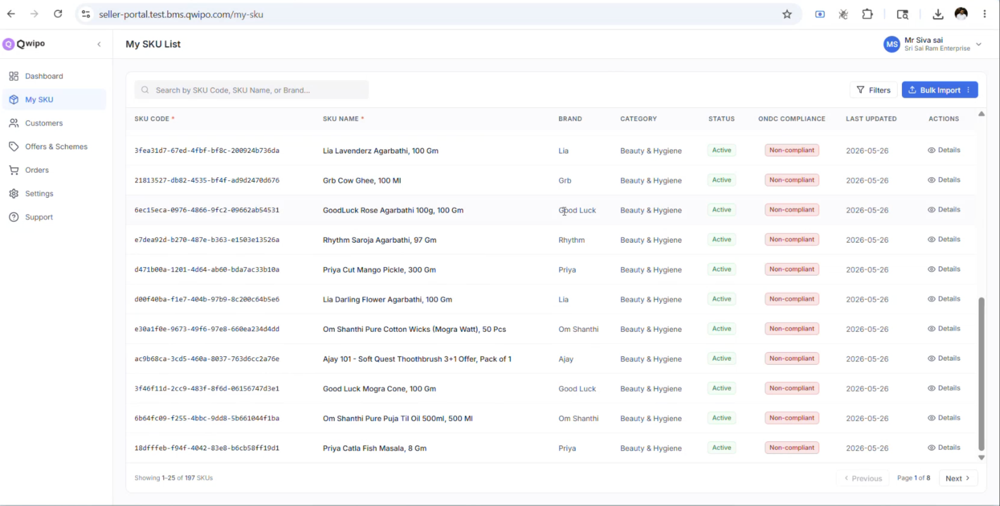 seller-portal.test.bms.qwipo.com/my-sku
Qwipo
My SKU List
MS
Mr Siva sai
Sri Sai Ram Enterprise
Dashboard
My SKU
Customers
Offers & Schemes
Orders
Settings
Support
Search by SKU Code, SKU Name, or Brand...
Filters
Bulk Import
SKU CODE * SKU NAME * BRAND CATEGORY STATUS ONDC COMPLIANCE LAST UPDATED ACTIONS
3fea31d7-67ed-4fbf-bf8c-200924b736da Lia Lavenderz Agarbathi, 100 Gm Lia Beauty & Hygiene Active Non-compliant 2026-05-26 Details
21813527-db82-4535-bf4f-ad9d2470d676 Grb Cow Ghee, 100 Ml Grb Beauty & Hygiene Active Non-compliant 2026-05-26 Details
6ec15eca-0976-4866-9fc2-09662ab54531 GoodLuck Rose Agarbathi 100g, 100 Gm Good Luck Beauty & Hygiene Active Non-compliant 2026-05-26 Details
e7dea92d-b270-487e-b363-e1503e13526a Rhythm Saroja Agarbathi, 97 Gm Rhythm Beauty & Hygiene Active Non-compliant 2026-05-26 Details
d471b00a-1201-4d64-ab60-bda7ac33b10a Priya Cut Mango Pickle, 300 Gm Priya Beauty & Hygiene Active Non-compliant 2026-05-26 Details
d00f40ba-f1e7-404b-97b9-8c200c64b5e6 Lia Darling Flower Agarbathi, 100 Gm Lia Beauty & Hygiene Active Non-compliant 2026-05-26 Details
e30a1f0e-9673-49f6-97e8-660ea234d4dd Om Shanthi Pure Cotton Wicks (Mogra Watt), 50 Pcs Om Shanthi Beauty & Hygiene Active Non-compliant 2026-05-26 Details
ac9b68ca-3cd5-460a-8037-763d6cc2a76e Ajay 101 - Soft Quest Thoothbrush 3+1 Offer, Pack of 1 Ajay Beauty & Hygiene Active Non-compliant 2026-05-26 Details
3f46f11d-2cc9-483f-8f6d-06156747d3e1 Good Luck Mogra Cone, 100 Gm Good Luck Beauty & Hygiene Active Non-compliant 2026-05-26 Details
6b64fc09-f255-4bbc-9dd8-5b661044f1ba Om Shanthi Pure Puja Til Oil 500ml, 500 Ml Om Shanthi Beauty & Hygiene Active Non-compliant 2026-05-26 Details
18dfffeb-f94f-4042-83e8-b6cb58ff19d1 Priya Catla Fish Masala, 8 Gm Priya Beauty & Hygiene Active Non-compliant 2026-05-26 Details
Showing 1–25 of 197 SKUs
Previous Page 1 of 8 Next